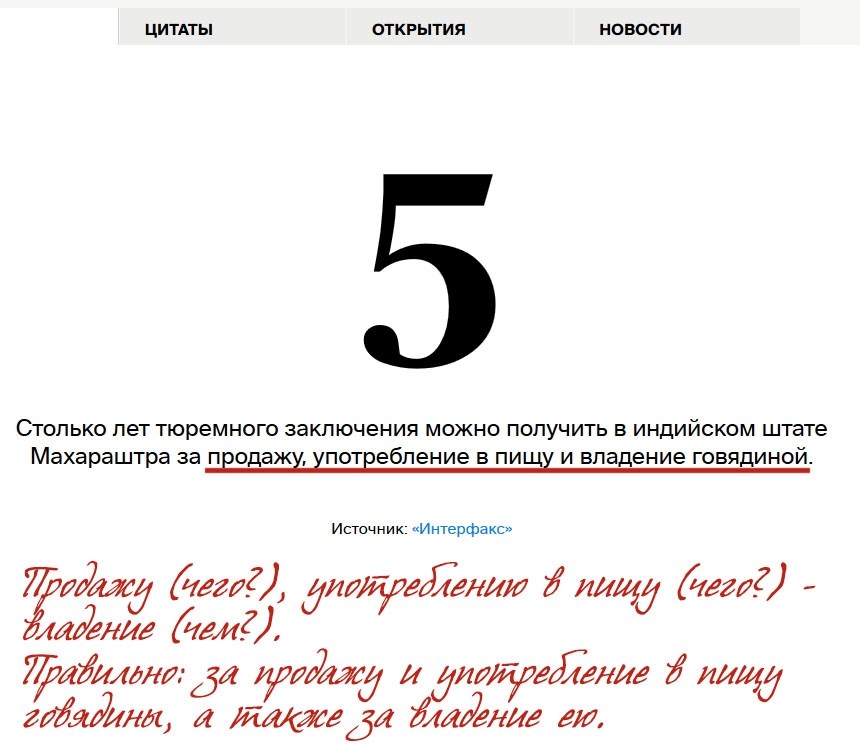 ЦИТАТЫ ОТКРЫТИЯ НОВОСТИ
5
Столько лет тюремного заключения можно получить в индийском штате
Махараштра за продажу, употребление в пищу и владение говядиной.
Источник: «Интерфакс»
Продажу (чего?), употреблению в пищу (чего?) -
владение (чем?).
Правильно: за продажу и употребление в пищу
говядины, а также за владение ею.